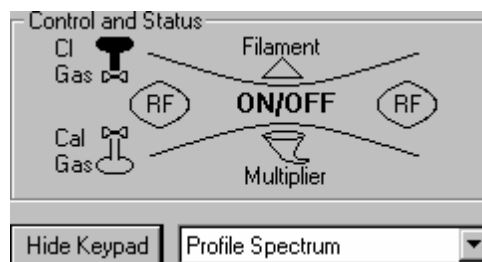 Control and Status
CI
Gas
Filament
RF
ON/OFF
RF
Cal
Gas
Multiplier
Hide Keypad
Profile Spectrum